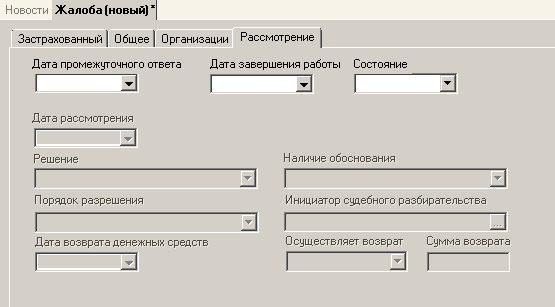 Новости Жалоба (новый)*
Застрахованный Общее Организации Рассмотрение
Дата промежуточного ответа Дата завершения работы Состояние
Дата рассмотрения
Решение Наличие обоснования
Порядок разрешения Инициатор судебного разбирательства
...
Дата возврата денежных средств Осуществляет возврат Сумма возврата